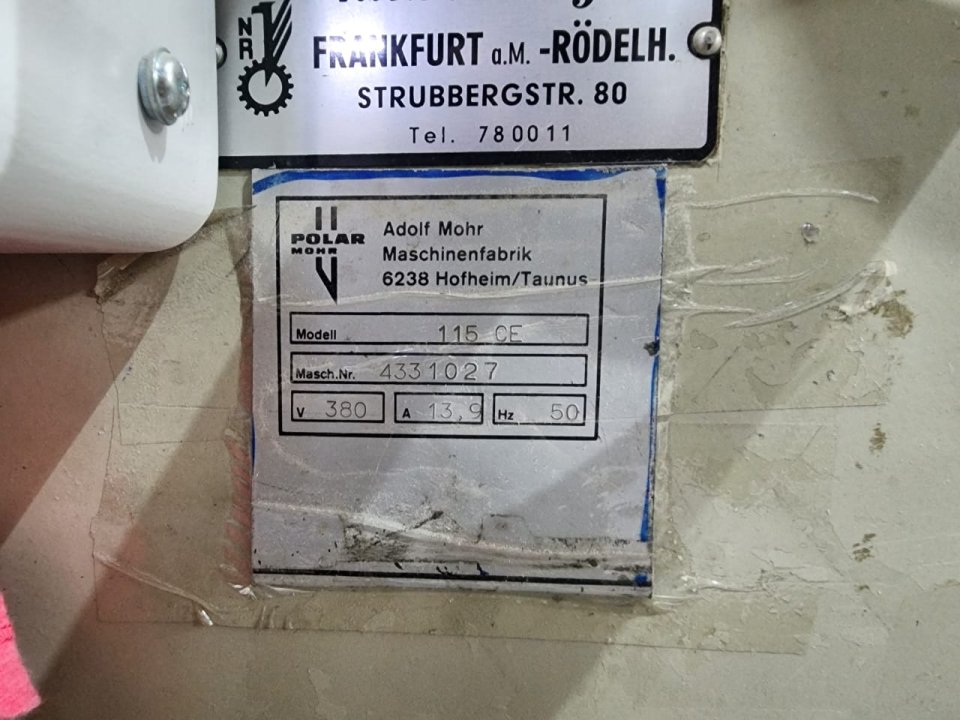 NR
FRANKFURT a.M. -RÖDELH.
STRUBBERGSTR. 80
Tel. 780011
POLAR
MOHR
Adolf Mohr
Maschinenfabrik
6238 Hofheim/Taunus
Modell 115 CE
Masch.Nr. 4331027
V 380 A 13,9 Hz 50